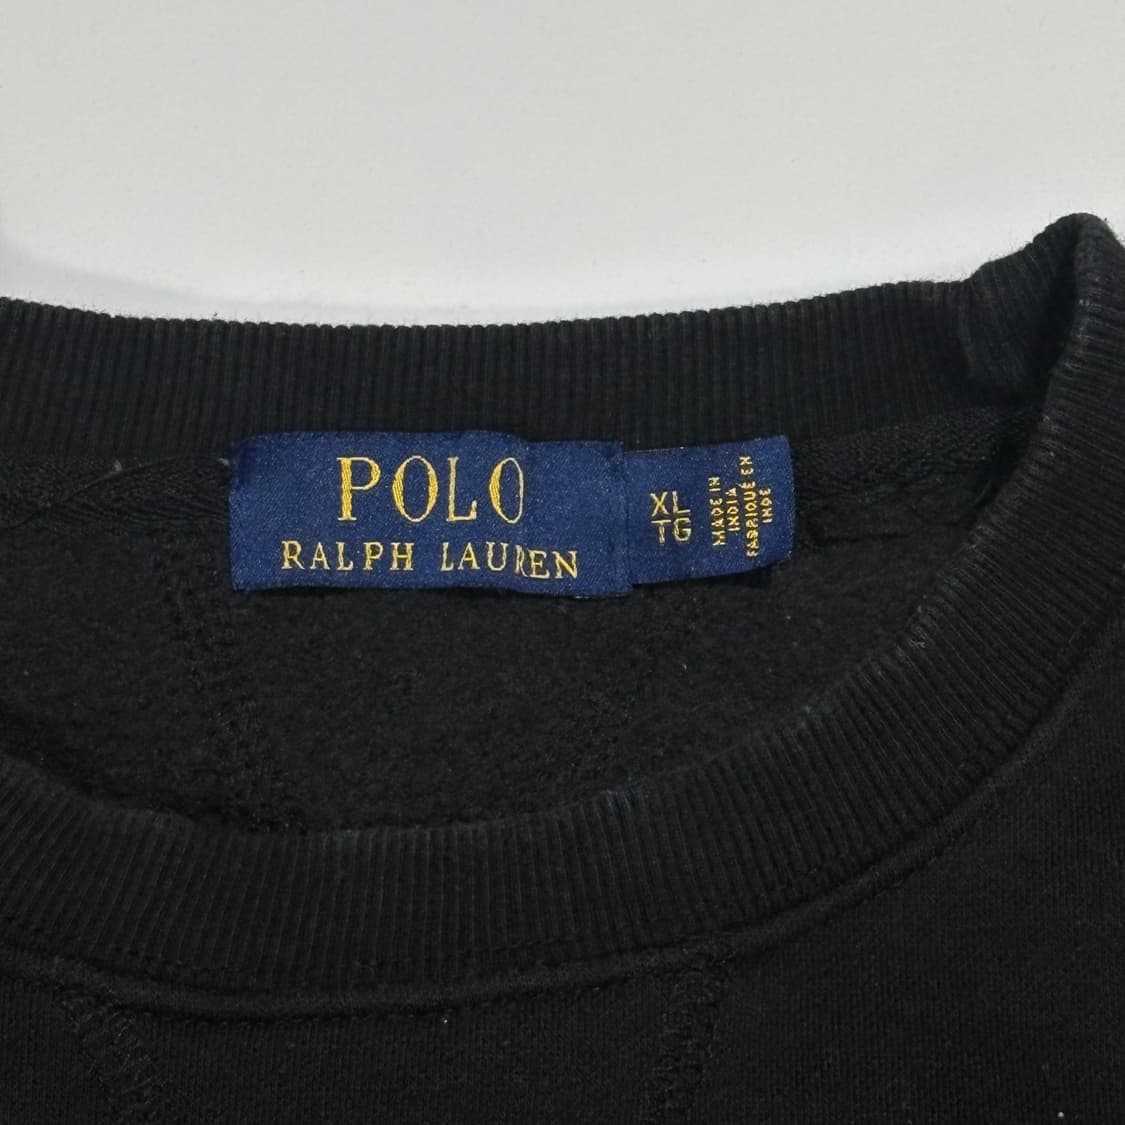 POLO
RALPH LAUREN
XL
TG
MADE IN
INDIA
FABRIQUÉ EN
INDE